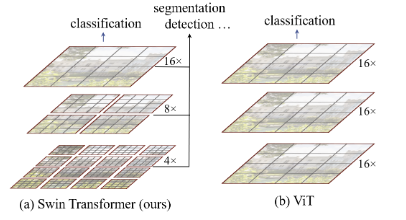 segmentation
classification
detection ...
classification
16×
16×
8×
16×
4×
16×
(a) Swin Transformer (ours)
(b) ViT